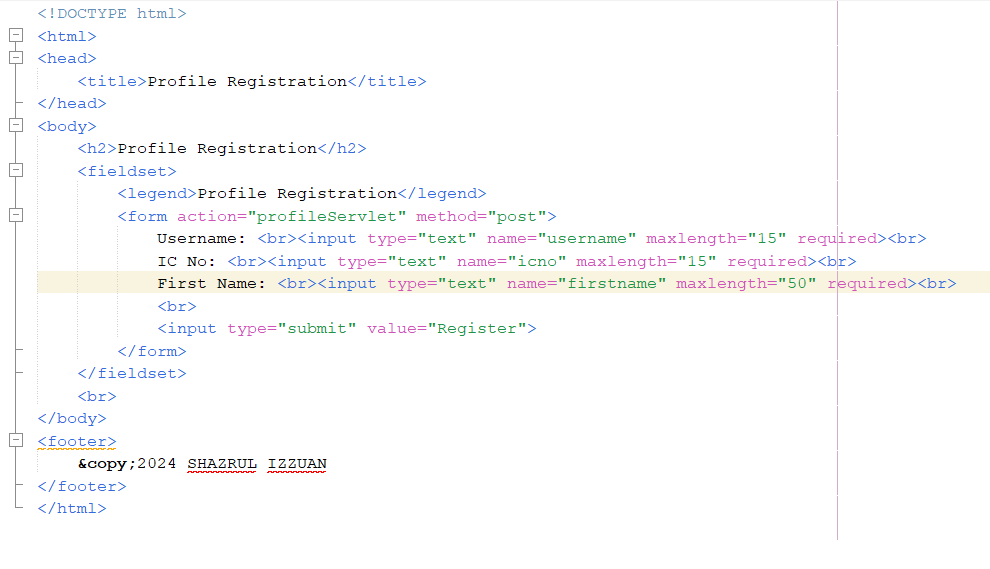 <!DOCTYPE html>
<html>
<head>
    <title>Profile Registration</title>
</head>
<body>
    <h2>Profile Registration</h2>
    <fieldset>
        <legend>Profile Registration</legend>
        <form action="profileServlet" method="post">
            Username: <br><input type="text" name="username" maxlength="15" required><br>
            IC No: <br><input type="text" name="icno" maxlength="15" required><br>
            First Name: <br><input type="text" name="firstname" maxlength="50" required><br>
            <br>
            <input type="submit" value="Register">
        </form>
    </fieldset>
    <br>
</body>
<footer>
    &copy;2024 SHAZRUL IZZUAN
</footer>
</html>